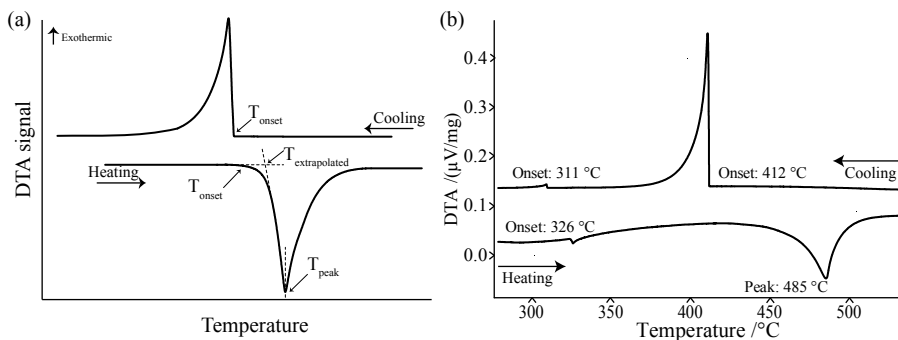 (a)
Exothermic
DTA signal
T onset
Cooling
Heating
T extrapolated
T onset
T peak
Temperature
(b)
DTA /(µV/mg)
0.4
0.3
0.2
0.1
0.0
Onset: 311 °C
Onset: 412 °C
Cooling
Onset: 326 °C
Heating
Peak: 485 °C
300
350
400
450
500
Temperature /°C